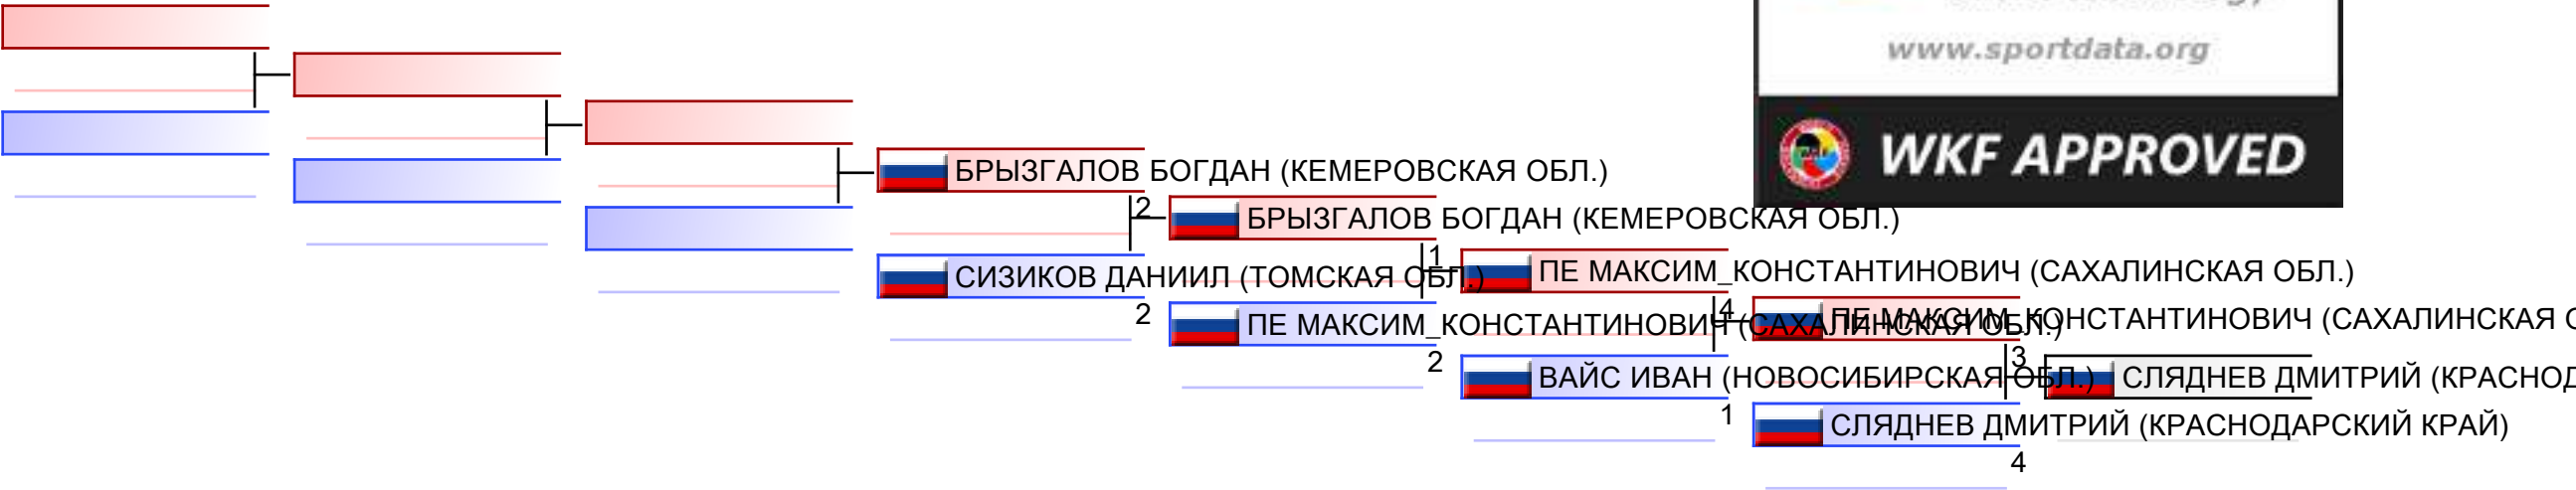 www.sportdata.org
WKF APPROVED
БРЫЗГАЛОВ БОГДАН (КЕМЕРОВСКАЯ ОБЛ.)
2
БРЫЗГАЛОВ БОГДАН (КЕМЕРОВСКАЯ ОБЛ.)
СИЗИКОВ ДАНИИЛ (ТОМСКАЯ ОБЛ.)
1
ПЕ МАКСИМ_КОНСТАНТИНОВИЧ (САХАЛИНСКАЯ ОБЛ.)
2
ПЕ МАКСИМ_КОНСТАНТИНОВИЧ (САХАЛИНСКАЯ ОБЛ.)
4
ПЕ МАКСИМ_КОНСТАНТИНОВИЧ (САХАЛИНСКАЯ
2
ВАЙС ИВАН (НОВОСИБИРСКАЯ ОБЛ.)
3
СЛЯДНЕВ ДМИТРИЙ
1
СЛЯДНЕВ ДМИТРИЙ (КРАСНОДАРСКИЙ КРАЙ)
4